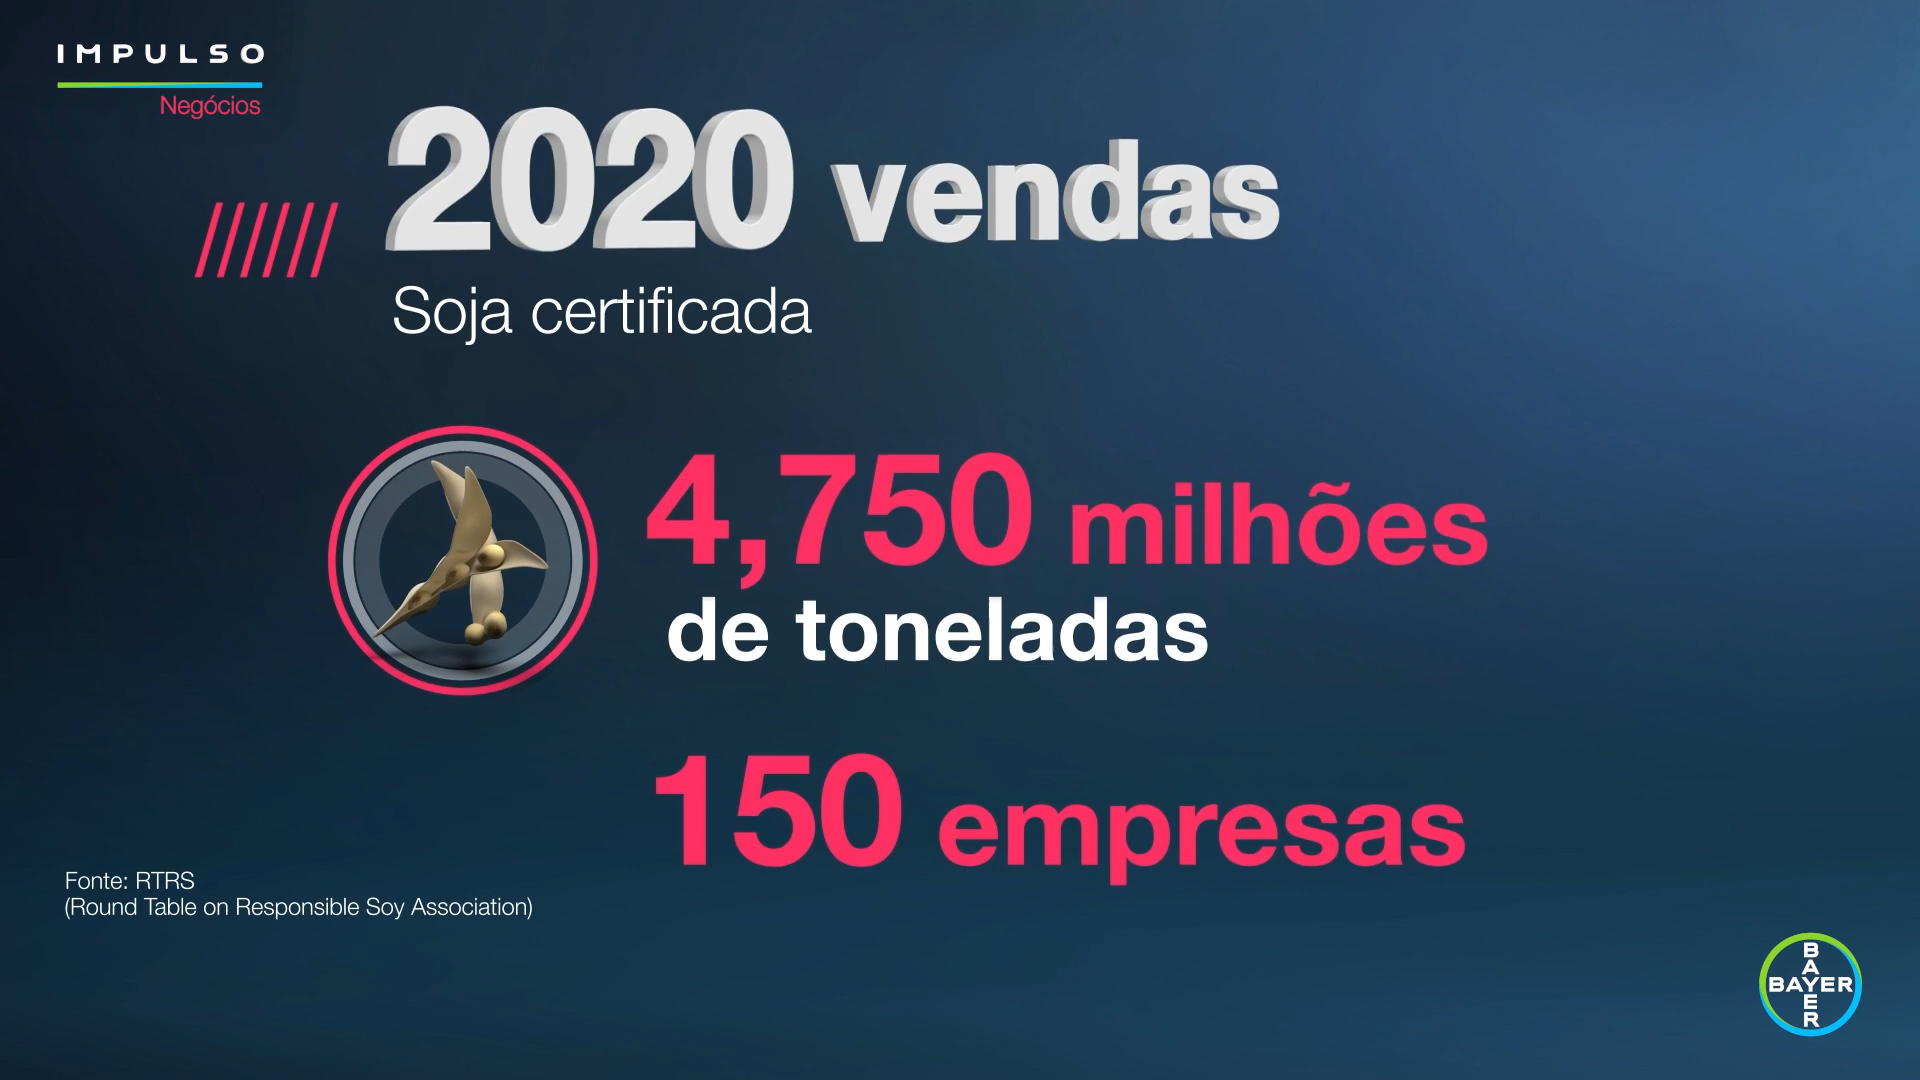 IMPULSO
Negócios
2020 vendas
Soja certificada
4,750 milhões
de toneladas
150 empresas
Fonte: RTRS
(Round Table on Responsible Soy Association)
BAYER
BAYER